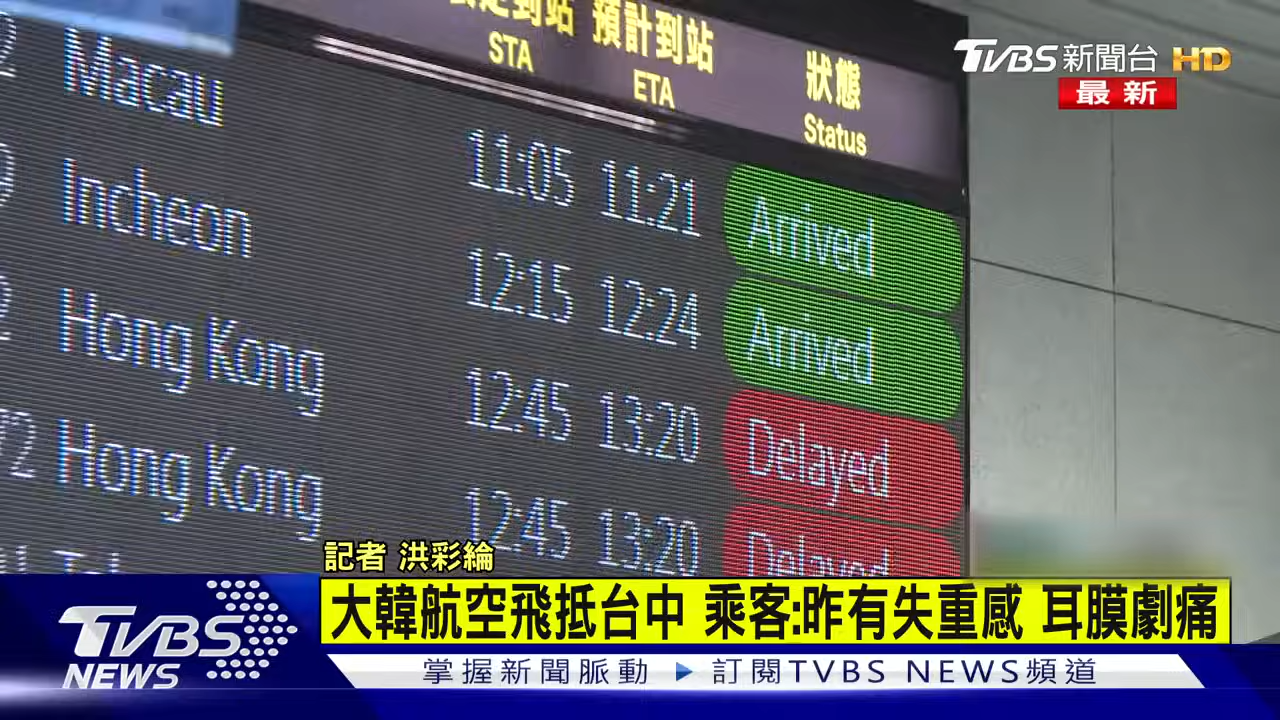 預計到站
狀態
STA
ETA
Status
Macau
11:05
11:21
Arrived
Incheon
12:15
12:24
Arrived
Hong Kong
12:45
13:20
Delayed
Hong Kong
12:45
13:20
Delayed
TVBS新聞台 HD
最新
記者 洪彩綸
大韓航空飛抵台中 乘客:昨有失重感 耳膜劇痛
TVBS NEWS
掌握新聞脈動 ▶ 訂閱TVBS NEWS頻道